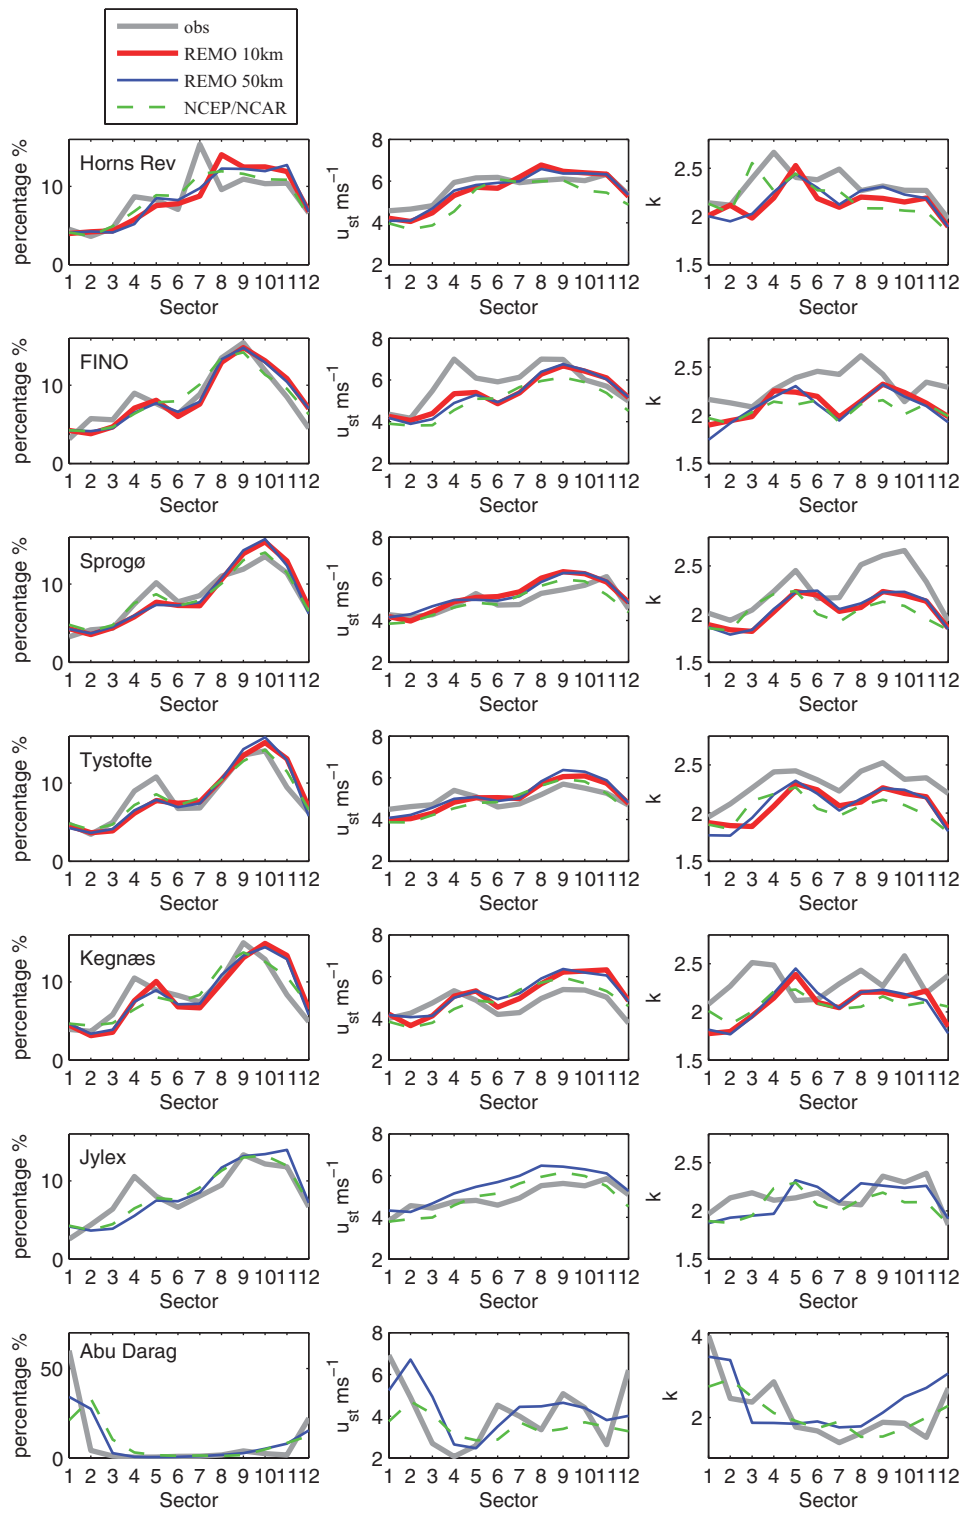 obs
REMO 10km
REMO 50km
NCEP/NCAR
percentage %
10
0
Horns Rev
1 2 3 4 5 6 7 8 9 101112
Sector
u_st ms⁻¹
8
6
4
2
1 2 3 4 5 6 7 8 9 101112
Sector
k
2.5
2
1.5
1 2 3 4 5 6 7 8 9 101112
Sector
percentage %
10
0
FINO
1 2 3 4 5 6 7 8 9 101112
Sector
u_st ms⁻¹
8
6
4
2
1 2 3 4 5 6 7 8 9 101112
Sector
k
2.5
2
1.5
1 2 3 4 5 6 7 8 9 101112
Sector
percentage %
10
0
Sprogø
1 2 3 4 5 6 7 8 9 101112
Sector
u_st ms⁻¹
8
6
4
2
1 2 3 4 5 6 7 8 9 101112
Sector
k
2.5
2
1.5
1 2 3 4 5 6 7 8 9 101112
Sector
percentage %
10
0
Tystofte
1 2 3 4 5 6 7 8 9 101112
Sector
u_st ms⁻¹
8
6
4
2
1 2 3 4 5 6 7 8 9 101112
Sector
k
2.5
2
1.5
1 2 3 4 5 6 7 8 9 101112
Sector
percentage %
10
0
Kegnæs
1 2 3 4 5 6 7 8 9 101112
Sector
u_st ms⁻¹
8
6
4
2
1 2 3 4 5 6 7 8 9 101112
Sector
k
2.5
2
1.5
1 2 3 4 5 6 7 8 9 101112
Sector
percentage %
10
0
Jylex
1 2 3 4 5 6 7 8 9 101112
Sector
u_st ms⁻¹
8
6
4
2
1 2 3 4 5 6 7 8 9 101112
Sector
k
2.5
2
1.5
1 2 3 4 5 6 7 8 9 101112
Sector
percentage %
50
0
Abu Darag
1 2 3 4 5 6 7 8 9 101112
Sector
u_st ms⁻¹
8
6
4
2
1 2 3 4 5 6 7 8 9 101112
Sector
k
4
2
1 2 3 4 5 6 7 8 9 101112
Sector